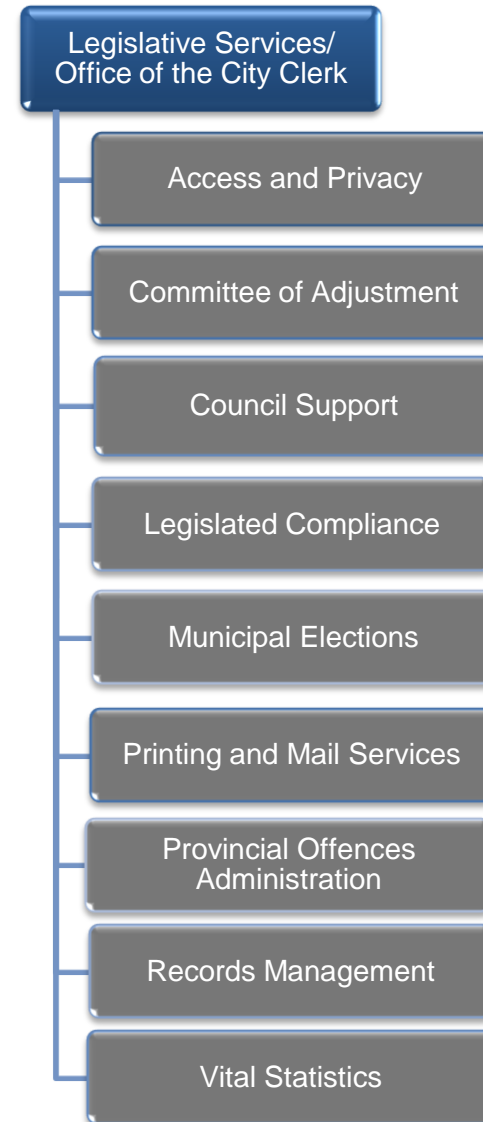 Legislative Services/
Office of the City Clerk
Access and Privacy
Committee of Adjustment
Council Support
Legislated Compliance
Municipal Elections
Printing and Mail Services
Provincial Offences
Administration
Records Management
Vital Statistics